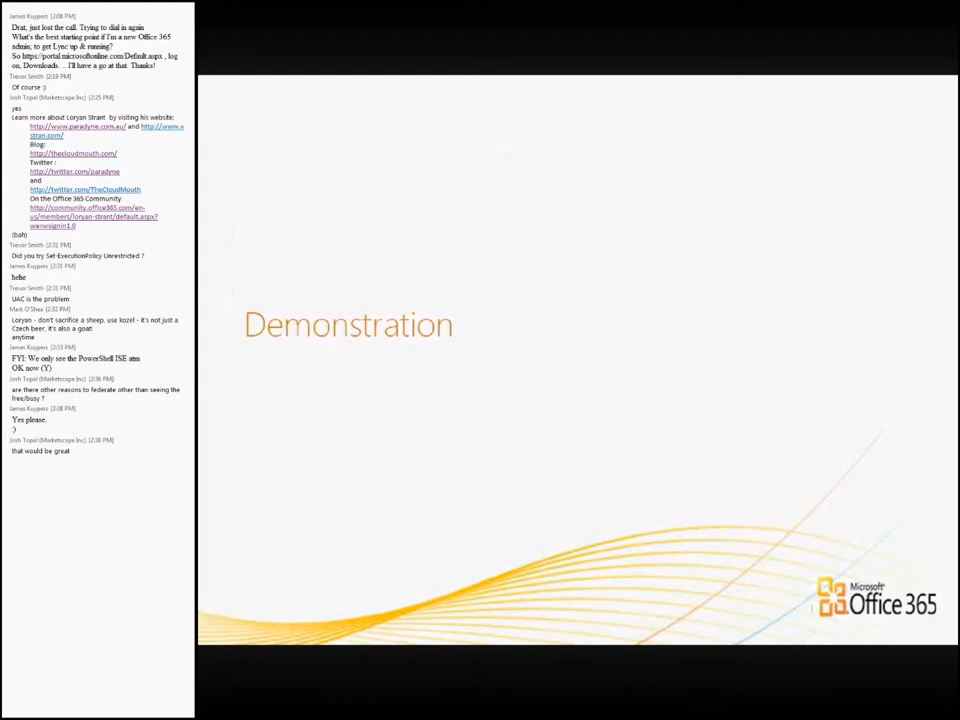 James Kuypers [2:08 PM]
Drat, just lost the call. Trying to dial in again
What's the best starting point if I'm a new Office 365
admin; to get Lync up & running?
So https://portal.microsoftonline.com/Default.aspx , log
on, Downloads. .. I'll have a go at that. Thanks!
Trevor Smith [2:19 PM]
Of course :)
Josh Topal (Marketscape Inc) [2:25 PM]
yes
Learn more about Loryan Strant  by visiting his website:
http://www.paradyne.com.au/ and http://www.x
stran.com/
Blog:
http://thecloudmouth.com/
Twitter :
http://twitter.com/paradyne
and
http://twitter.com/TheCloudMouth
On the Office 365 Community
http://community.office365.com/en-
us/members/loryan-strant/default.aspx?
wa=wsignin1.0
(bah)
Trevor Smith [2:31 PM]
Did you try Set-ExecutionPolicy Unrestricted ?
James Kuypers [2:31 PM]
hehe
Trevor Smith [2:31 PM]
UAC is the problem
Mark O'Shea [2:32 PM]
Loryan - don't sacrifice a sheep, use kozel - it's not just a
Czech beer, it's also a goat!
anytime
James Kuypers [2:33 PM]
FYI: We only see the PowerShell ISE atm
OK now (Y)
Josh Topal (Marketscape Inc) [2:36 PM]
are there other reasons to federate other than seeing the
free/busy ?
James Kuypers [2:38 PM]
Yes please.
:)
Josh Topal (Marketscape Inc) [2:38 PM]
that would be great
Demonstration
Microsoft®
Office 365